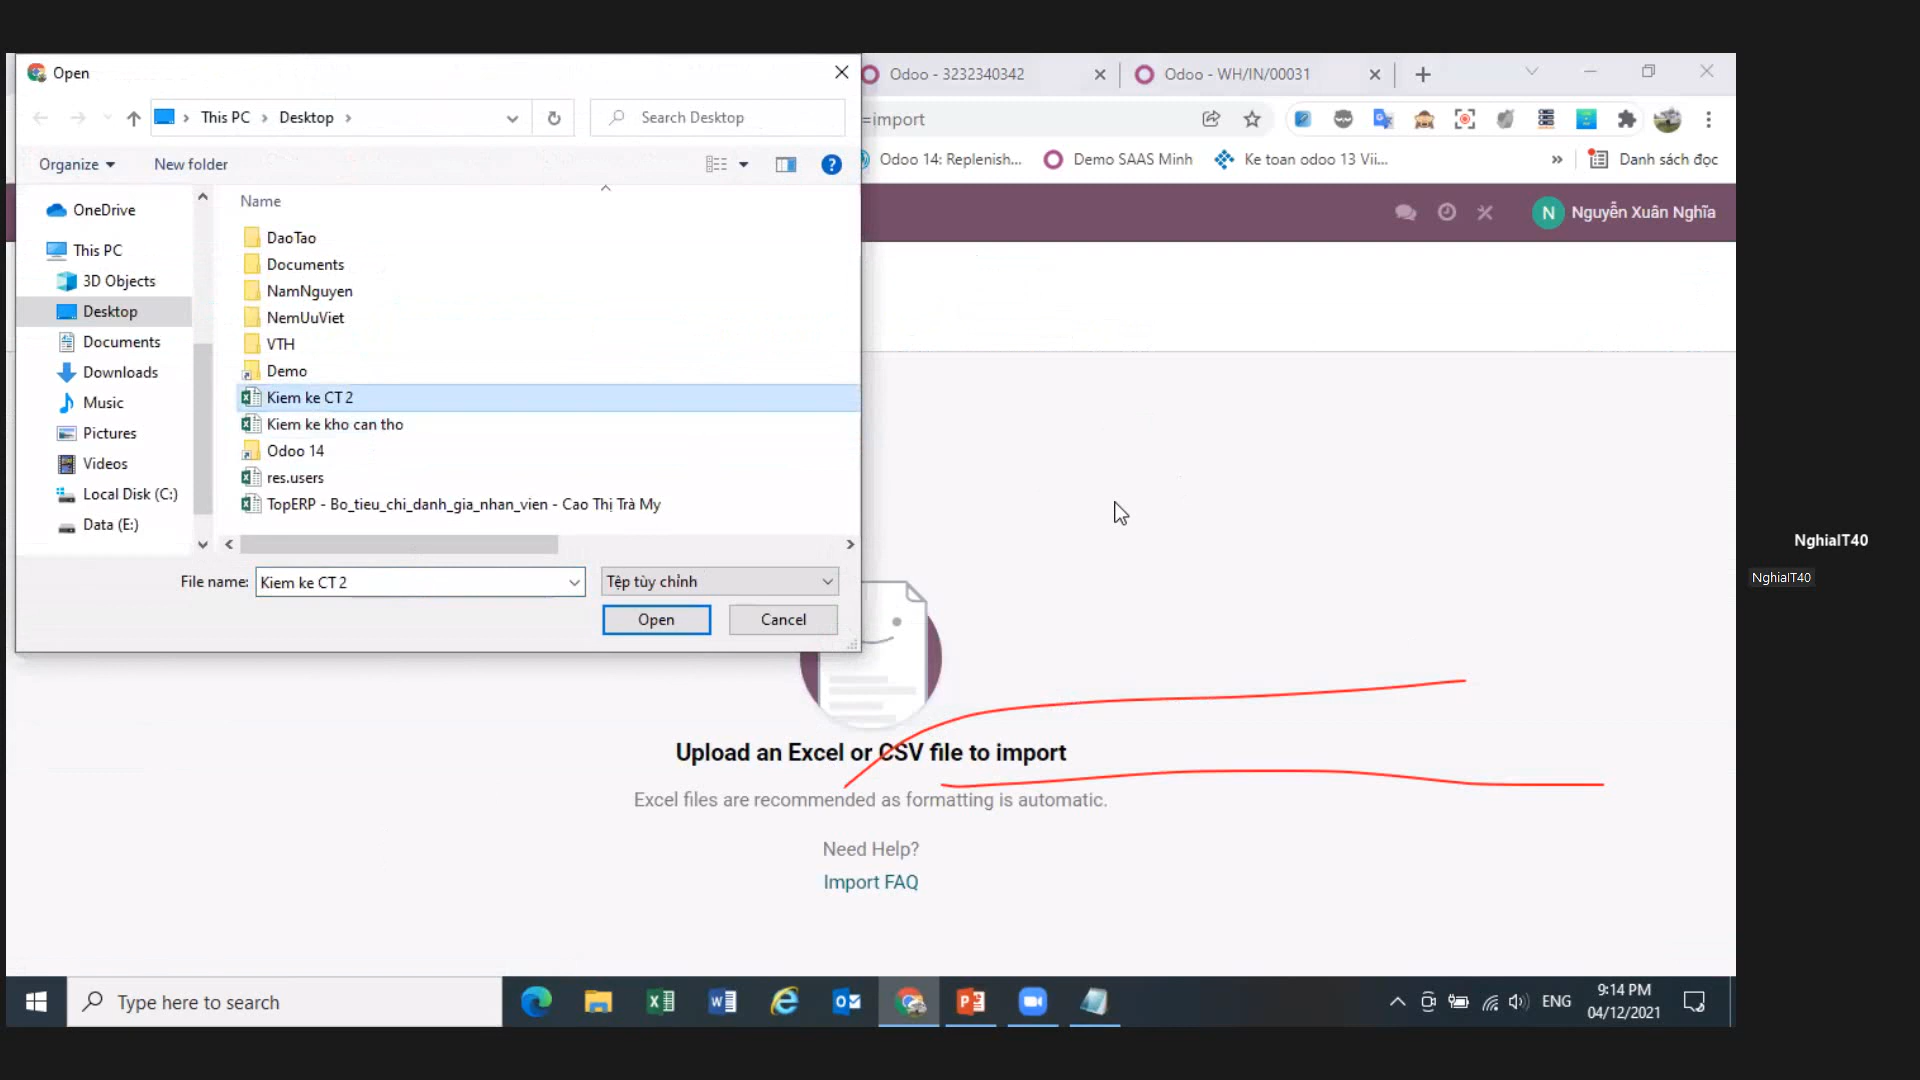 Open
Odoo - 3232340342
Odoo - WH/IN/00031
This PC
Desktop
Search Desktop
=import
Organize
New folder
Odoo 14: Replenish...
Demo SAAS Minh
Ke toan odoo 13 Vii...
»
Danh sách đọc
Name
N
Nguyễn Xuân Nghĩa
OneDrive
This PC
3D Objects
Desktop
Documents
Downloads
Music
Pictures
Videos
Local Disk (C:)
Data (E:)
DaoTao
Documents
NamNguyen
NemUuViet
VTH
Demo
Kiem ke CT 2
Kiem ke kho can tho
Odoo 14
res.users
TopERP - Bo_tieu_chi_danh_gia_nhan_vien - Cao Thị Trà My
File name:
Kiem ke CT 2
Tệp tùy chỉnh
Open
Cancel
NghiaIT40
NghiaIT40
Upload an Excel or CSV file to import
Excel files are recommended as formatting is automatic.
Need Help?
Import FAQ
Type here to search
ENG
9:14 PM
04/12/2021